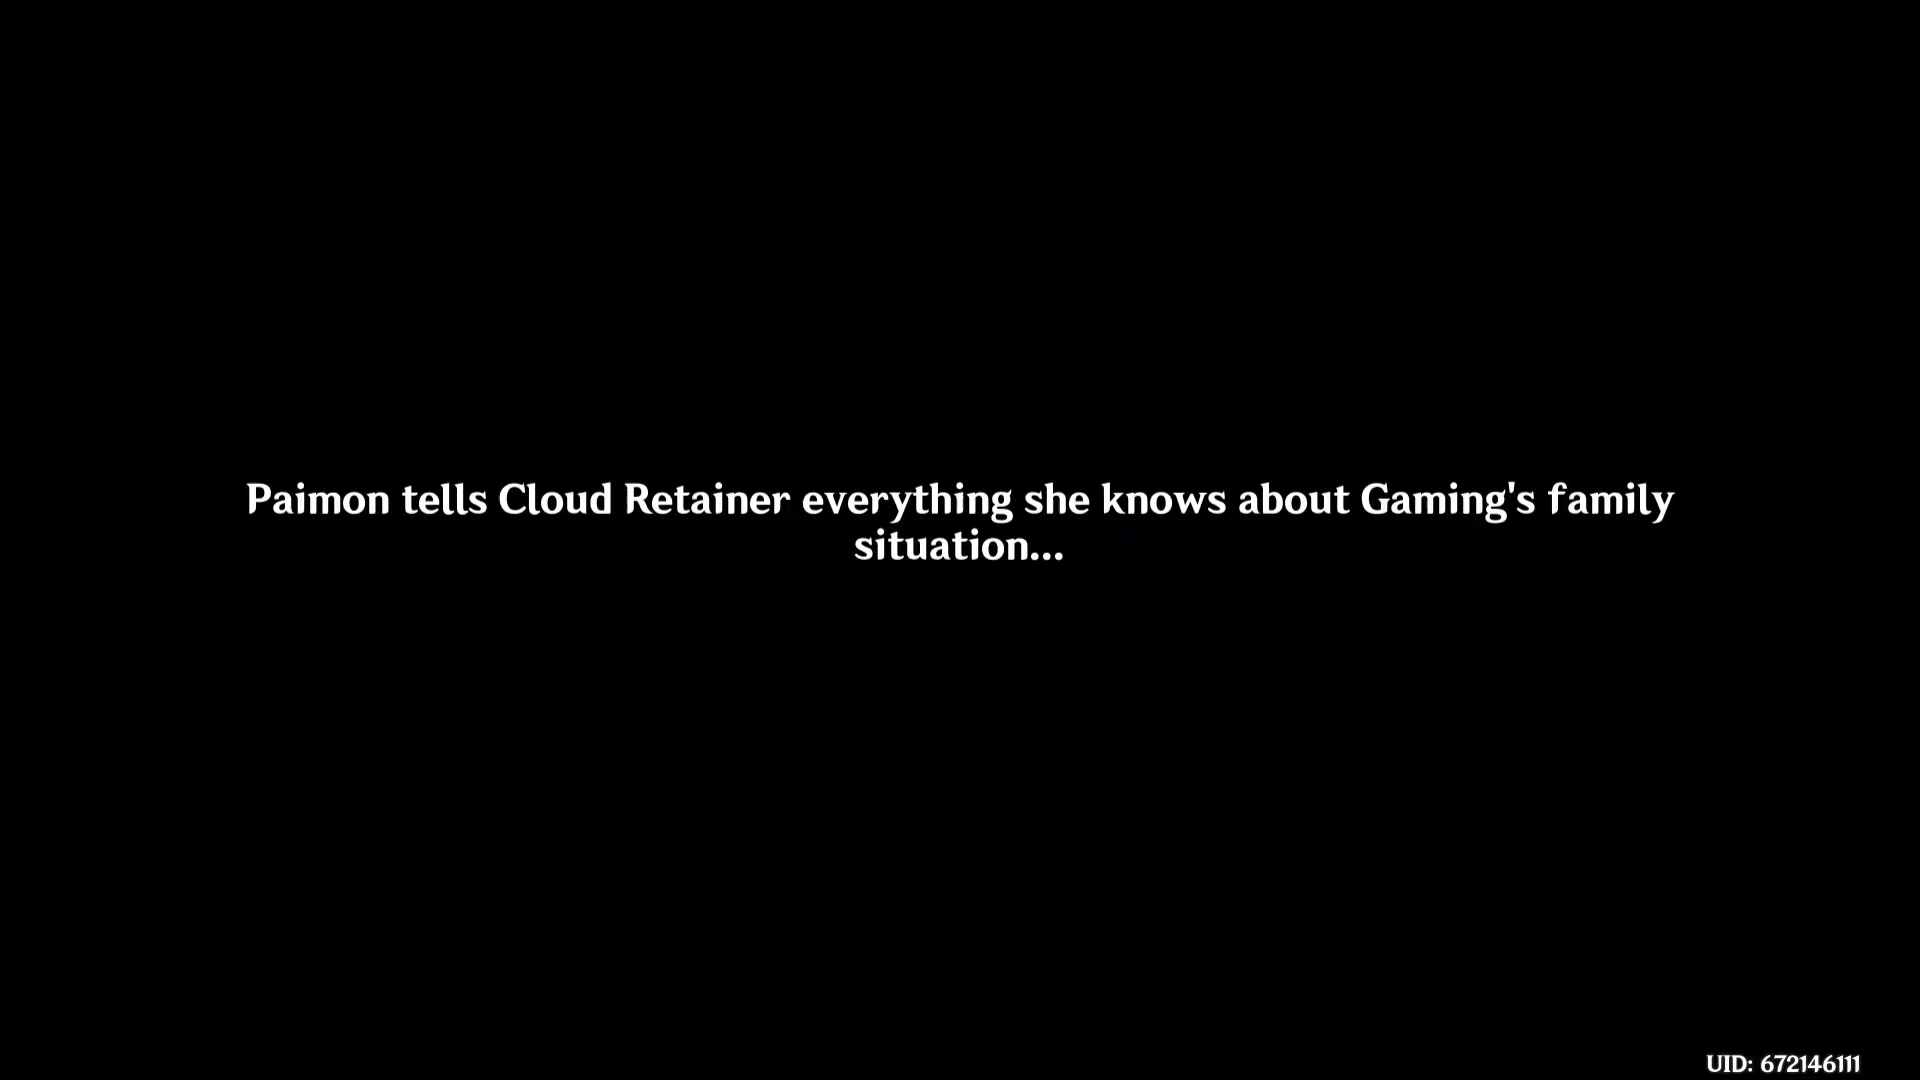 Paimon tells Cloud Retainer everything she knows about Gaming's family
situation...
UID: 672146111